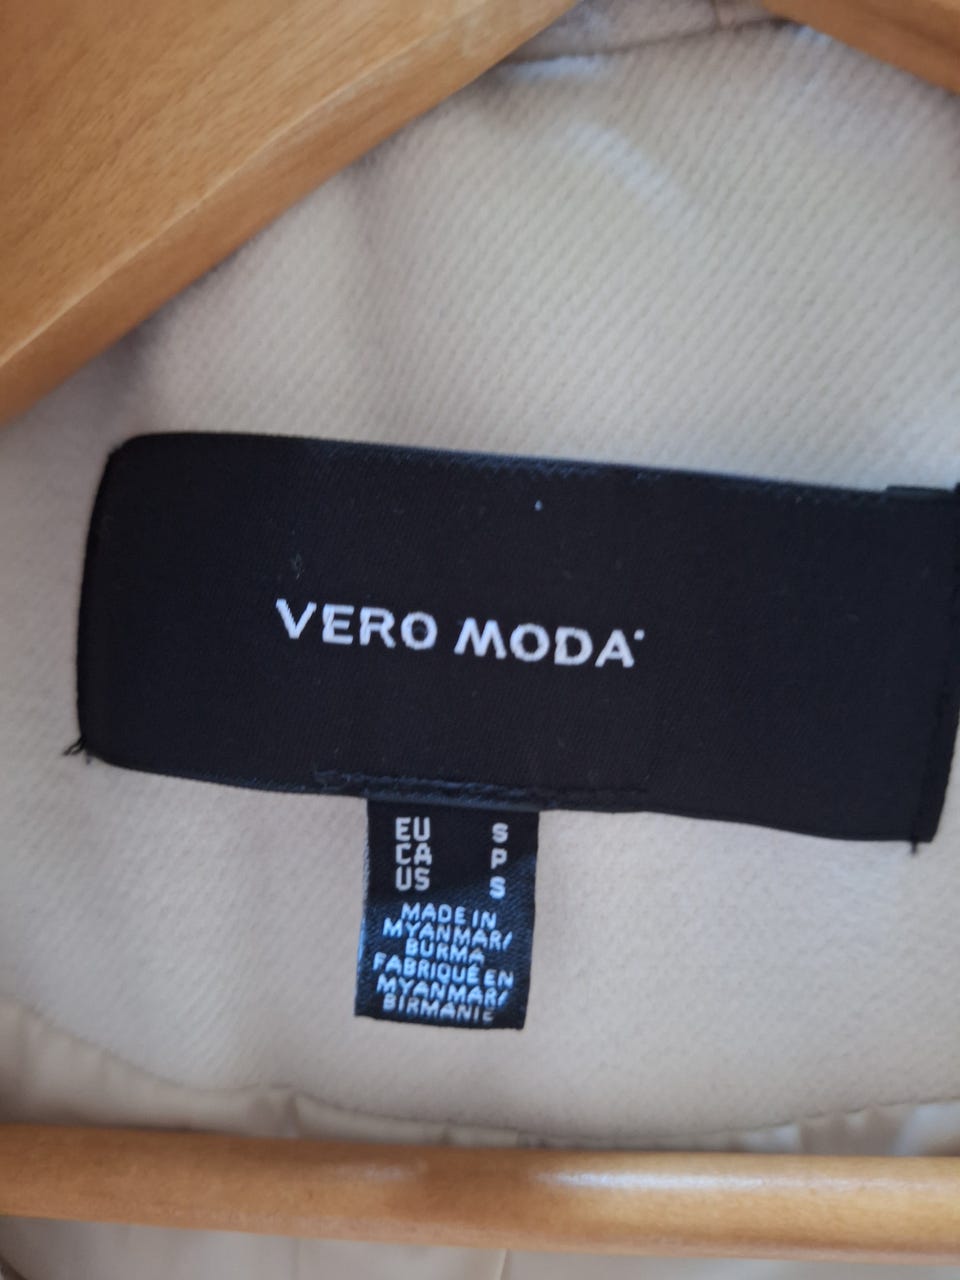 VERO MODA
EU S
CA P
US S
MADE IN
MYANMAR/
BURMA
FABRIQUÉ EN
MYANMAR/
BIRMANIE